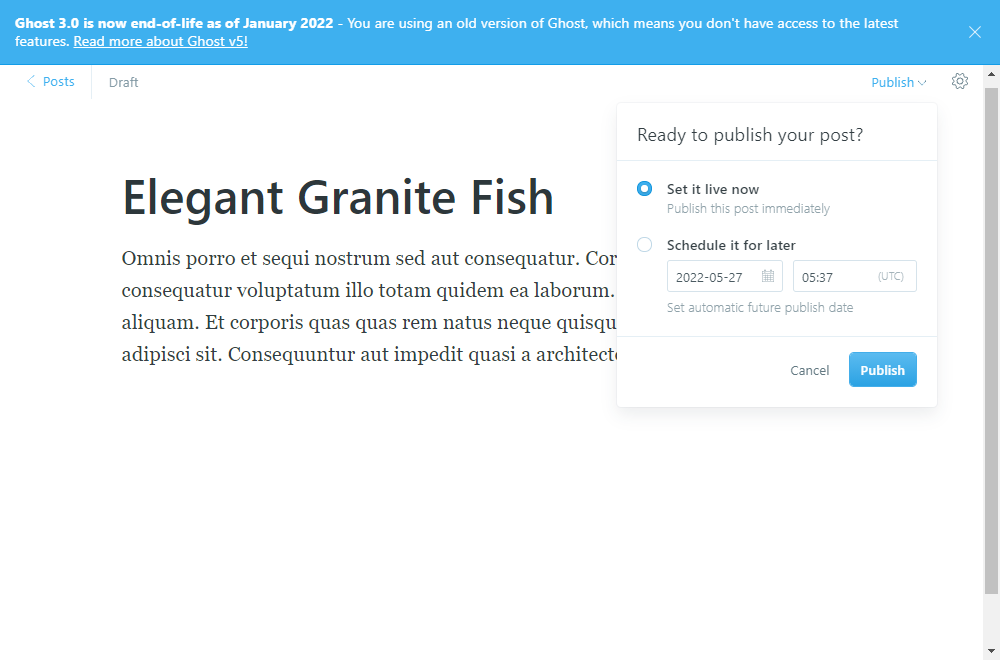 Ghost 3.0 is now end-of-life as of January 2022 - You are using an old version of Ghost, which means you don't have access to the latest
features. Read more about Ghost v5!
Posts
Draft
Publish
Ready to publish your post?
Set it live now
Publish this post immediately
Schedule it for later
2022-05-27
05:37
(UTC)
Set automatic future publish date
Cancel
Publish
Elegant Granite Fish
Omnis porro et sequi nostrum sed aut consequatur. Cor
consequatur voluptatum illo totam quidem ea laborum.
aliquam. Et corporis quas quas rem natus neque quisqu
adipisci sit. Consequuntur aut impedit quasi a architect